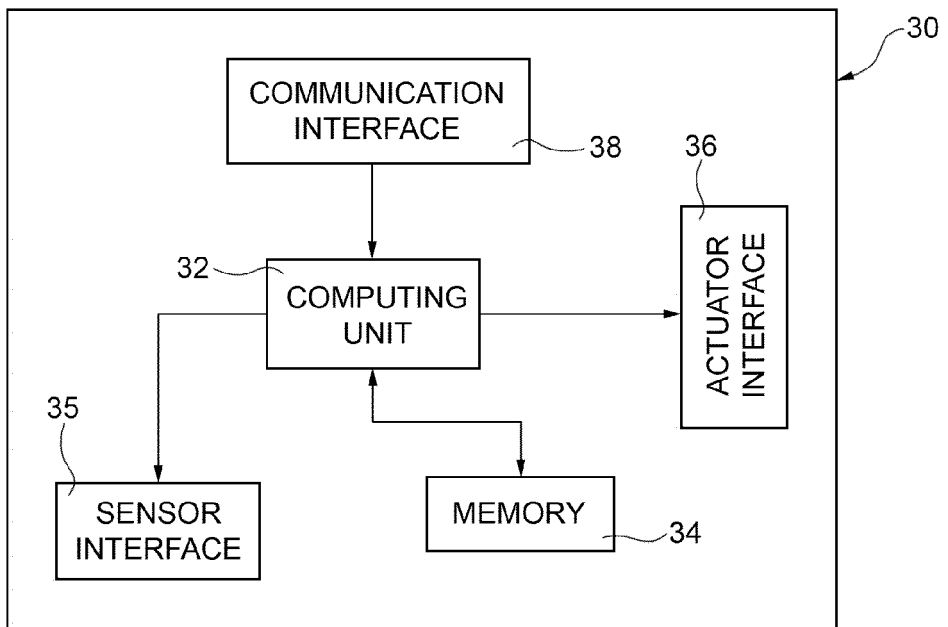 30
COMMUNICATION
INTERFACE
38
36
32
COMPUTING
UNIT
ACTUATOR
INTERFACE
35
SENSOR
INTERFACE
MEMORY
34